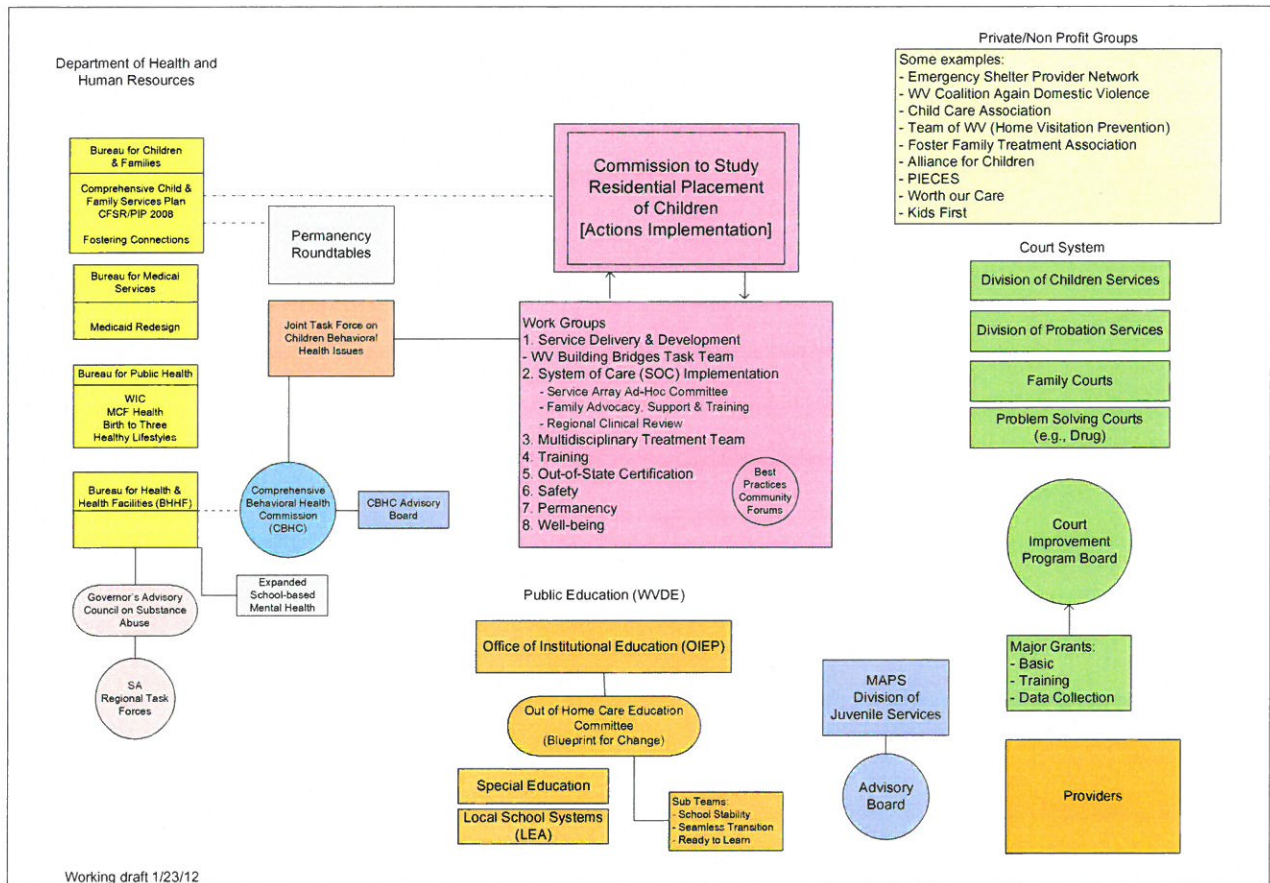 Department of Health and
Human Resources
Bureau for Children
& Families
Comprehensive Child &
Family Services Plan
CFSR/PIP 2008
Fostering Connections
Bureau for Medical
Services
Medicaid Redesign
Bureau for Public Health
WIC
MCF Health
Birth to Three
Healthy Lifestyles
Bureau for Health &
Health Facilities (BHHF)
Governor's Advisory
Council on Substance
Abuse
SA
Regional Task
Forces
Expanded
School-based
Mental Health
Permanency
Roundtables
Joint Task Force on
Children Behavioral
Health Issues
Comprehensive
Behavioral Health
Commission
(CBHC)
CBHC Advisory
Board
Commission to Study
Residential Placement
of Children
[Actions Implementation]
Work Groups
1. Service Delivery & Development
- WV Building Bridges Task Team
2. System of Care (SOC) Implementation
- Service Array Ad-Hoc Committee
- Family Advocacy, Support & Training
- Regional Clinical Review
3. Multidisciplinary Treatment Team
4. Training
5. Out-of-State Certification
6. Safety
7. Permanency
8. Well-being
Best
Practices
Community
Forums
Public Education (WVDE)
Office of Institutional Education (OIEP)
Out of Home Care Education
Committee
(Blueprint for Change)
Special Education
Local School Systems
(LEA)
Sub Teams:
- School Stability
- Seamless Transition
- Ready to Learn
MAPS
Division of
Juvenile Services
Advisory
Board
Private/Non Profit Groups
Some examples:
- Emergency Shelter Provider Network
- WV Coalition Again Domestic Violence
- Child Care Association
- Team of WV (Home Visitation Prevention)
- Foster Family Treatment Association
- Alliance for Children
- PIECES
- Worth our Care
- Kids First
Court System
Division of Children Services
Division of Probation Services
Family Courts
Problem Solving Courts
(e.g., Drug)
Court
Improvement
Program Board
Major Grants:
- Basic
- Training
- Data Collection
Providers
Working draft 1/23/12